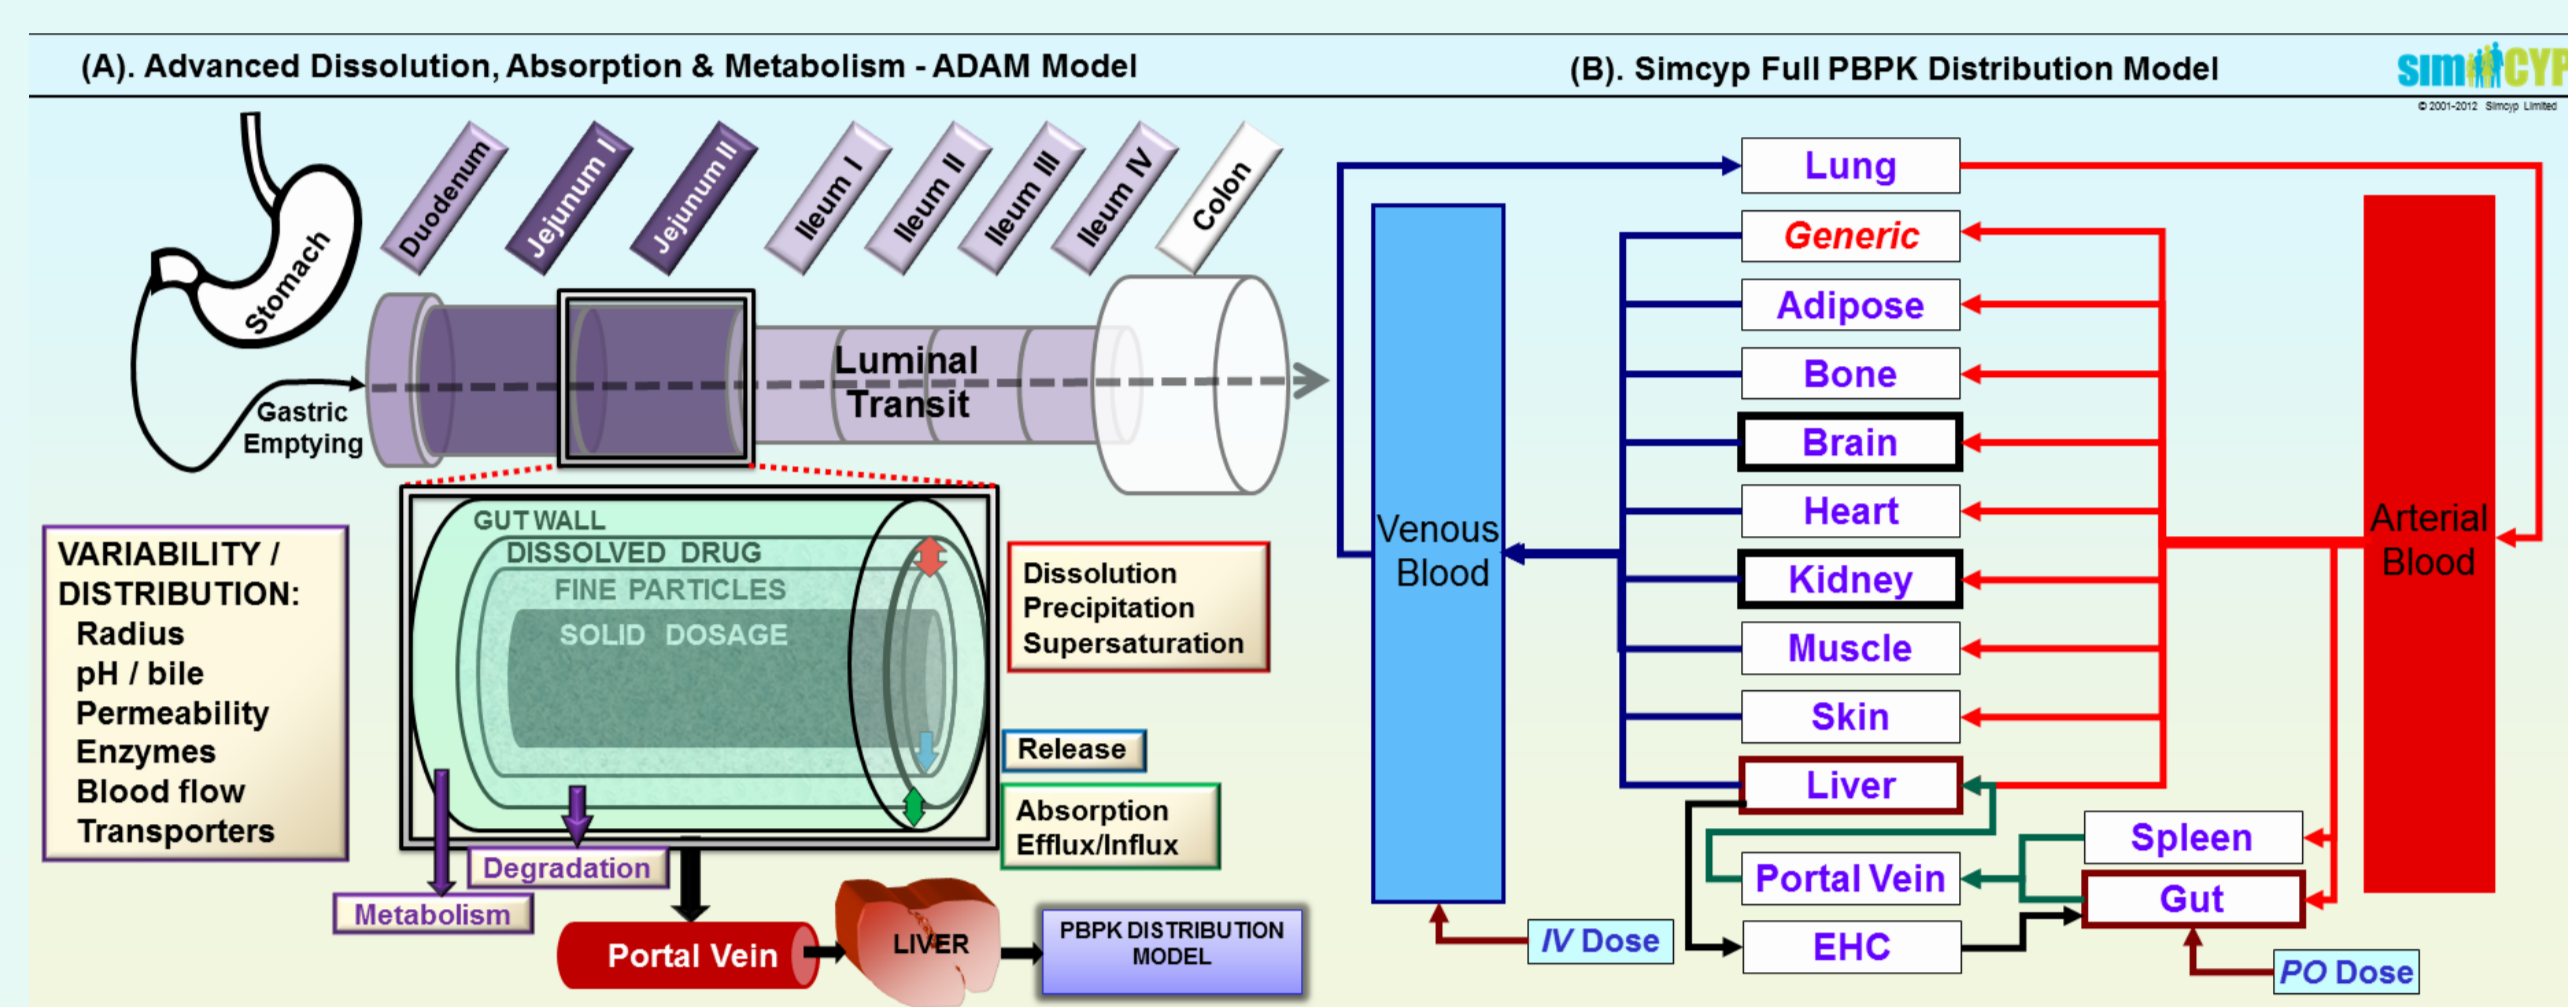 (A). Advanced Dissolution, Absorption & Metabolism - ADAM Model
(B). Simcyp Full PBPK Distribution Model
simCYP
© 2001-2012 Simcyp Limited
Stomach
Duodenum
Jejunum I
Jejunum II
Ileum I
Ileum II
Ileum III
Ileum IV
Colon
Gastric
Emptying
Luminal
Transit
VARIABILITY /
DISTRIBUTION:
Radius
pH / bile
Permeability
Enzymes
Blood flow
Transporters
GUT WALL
DISSOLVED DRUG
FINE PARTICLES
SOLID DOSAGE
Dissolution
Precipitation
Supersaturation
Release
Absorption
Efflux/Influx
Degradation
Metabolism
Portal Vein
LIVER
PBPK DISTRIBUTION
MODEL
Venous
Blood
Lung
Generic
Adipose
Bone
Brain
Heart
Kidney
Muscle
Skin
Liver
Portal Vein
EHC
Spleen
Gut
Arterial
Blood
IV Dose
PO Dose